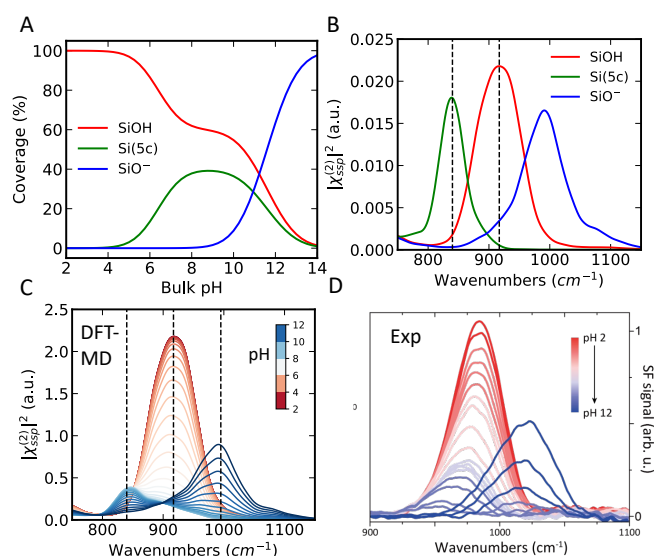 A
100
80
60
40
20
0
Coverage (%)
SiOH
Si(5c)
SiO⁻
2 4 6 8 10 12 14
Bulk pH
B
0.025
0.020
0.015
0.010
0.005
0.000
|χ⁽²⁾ssp|² (a.u.)
SiOH
Si(5c)
SiO⁻
800 900 1000 1100
Wavenumbers (cm⁻¹)
C
2.5
2.0
1.5
1.0
0.5
0.0
|χ⁽²⁾ssp|² (a.u.)
DFT-
MD
pH
12
10
8
6
4
2
800 900 1000 1100
Wavenumbers (cm⁻¹)
D
Exp
pH 2
pH 12
1
0
SF signal (arb. u.)
900 1000 1100
Wavenumbers (cm⁻¹)